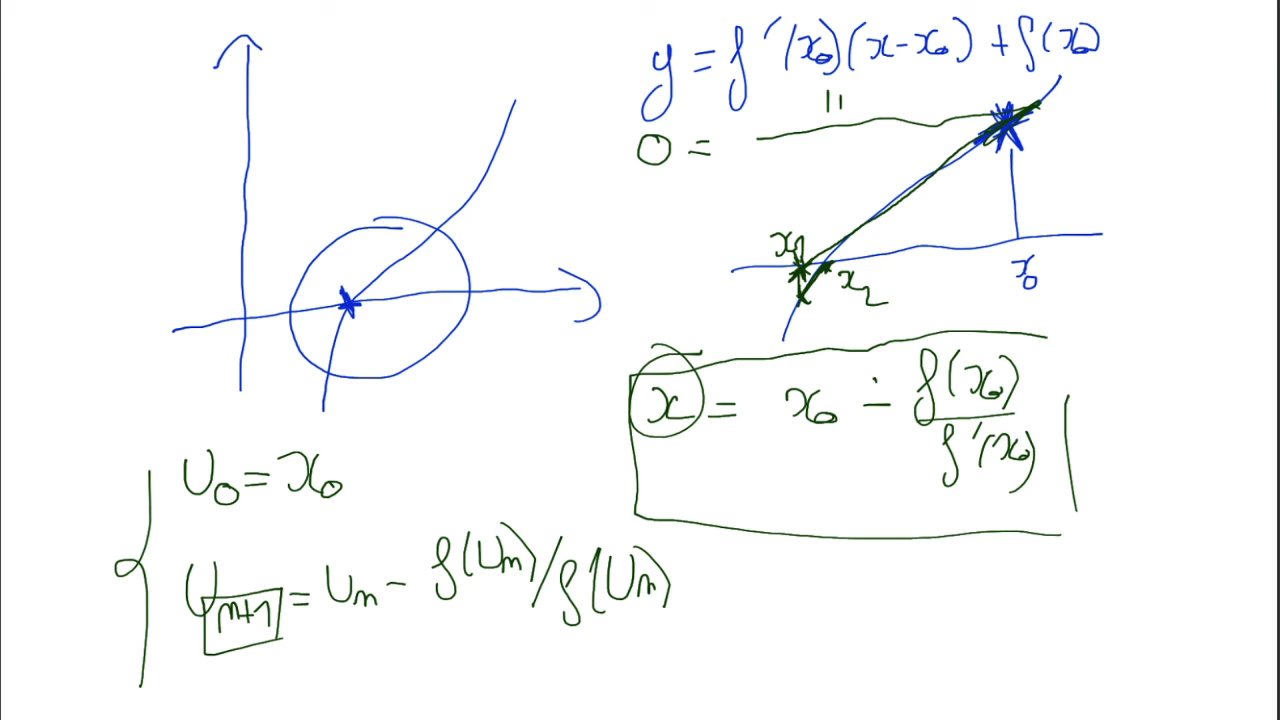 y = f'(x₀)(x-x₀) + f(x₀)
0 = "
x₁
x₂
x₀
x = x₀ - f(x₀)/f'(x₀)
U₀ = x₀
Uₙ₊₁ = Uₙ - f(Uₙ)/f'(Uₙ)